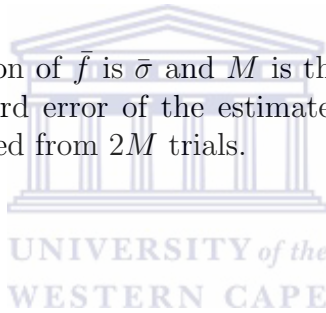 on of f̄ is σ̄ and M is th
rd error of the estimate
ed from 2M trials.
UNIVERSITY of the
WESTERN CAPE